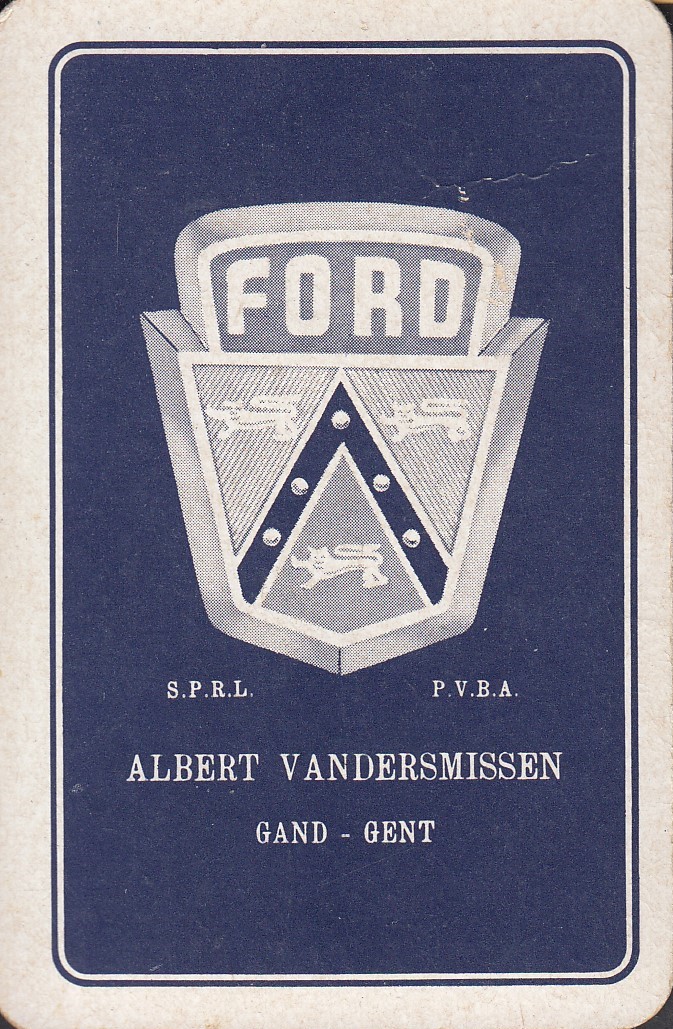 FORD
S.P.R.L. P.V.B.A.
ALBERT VANDERSMISSEN
GAND - GENT